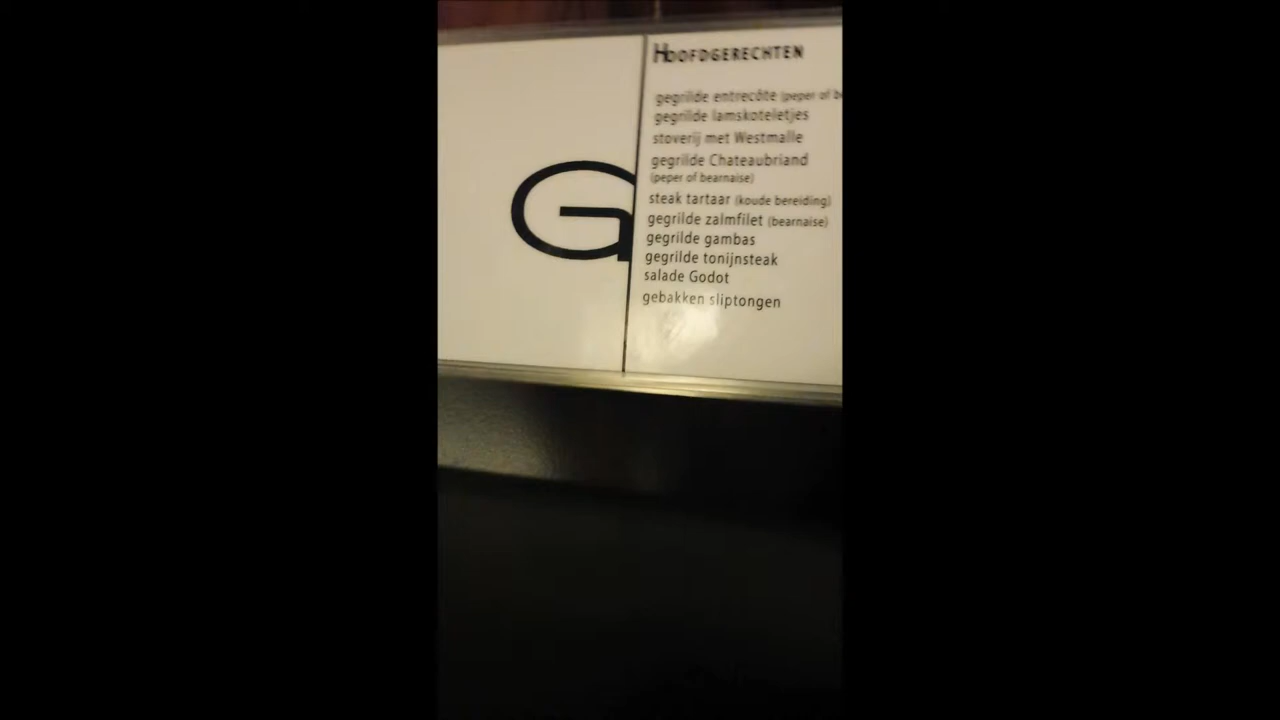 G
HOOFDGERECHTEN
gegrilde entrecôte (peper of
gegrilde lamskoteletjes
stoverij met Westmalle
gegrilde Chateaubriand
(peper of bearnaise)
steak tartaar (koude bereiding)
gegrilde zalmfilet (bearnaise)
gegrilde gambas
gegrilde tonijnsteak
salade Godot
gebakken sliptongen